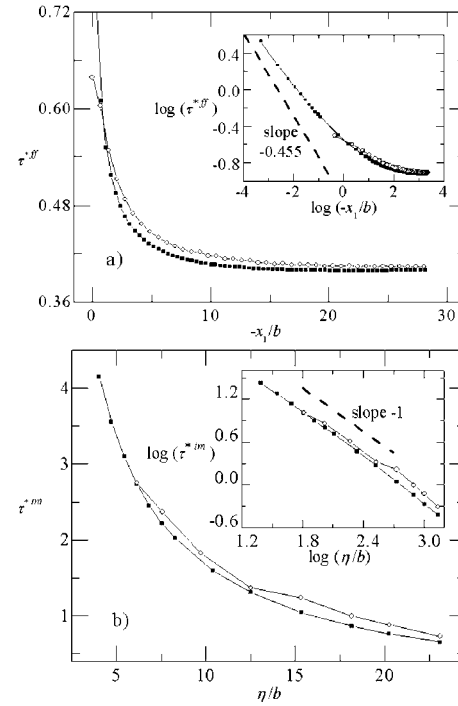 0.72
0.60
0.48
0.36
τ*ff
a)
0 10 20 30
-x₁/b
0.4
0.0
-0.4
-0.8
log (τ*ff)
slope
-0.455
-4 -2 0 2 4
log (-x₁/b)
4
3
2
1
τ*im
b)
5 10 15 20
η/b
1.2
0.6
0.0
-0.6
log (τ*im)
slope -1
1.2 1.8 2.4 3.0
log (η/b)